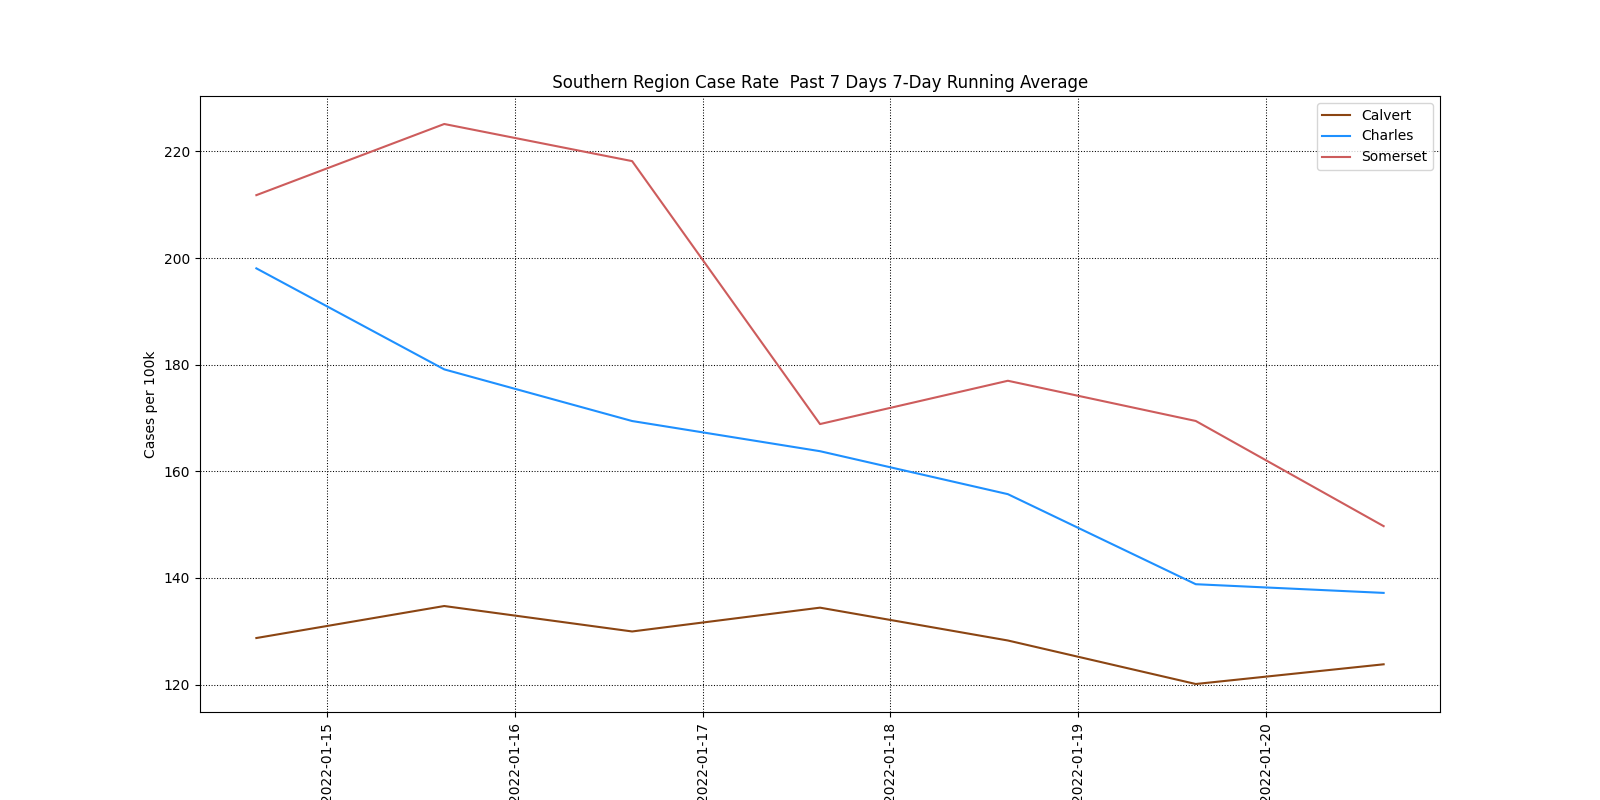 Southern Region Case Rate  Past 7 Days 7-Day Running Average
Calvert
Charles
Somerset
Cases per 100k
220
200
180
160
140
120
2022-01-15
2022-01-16
2022-01-17
2022-01-18
2022-01-19
2022-01-20